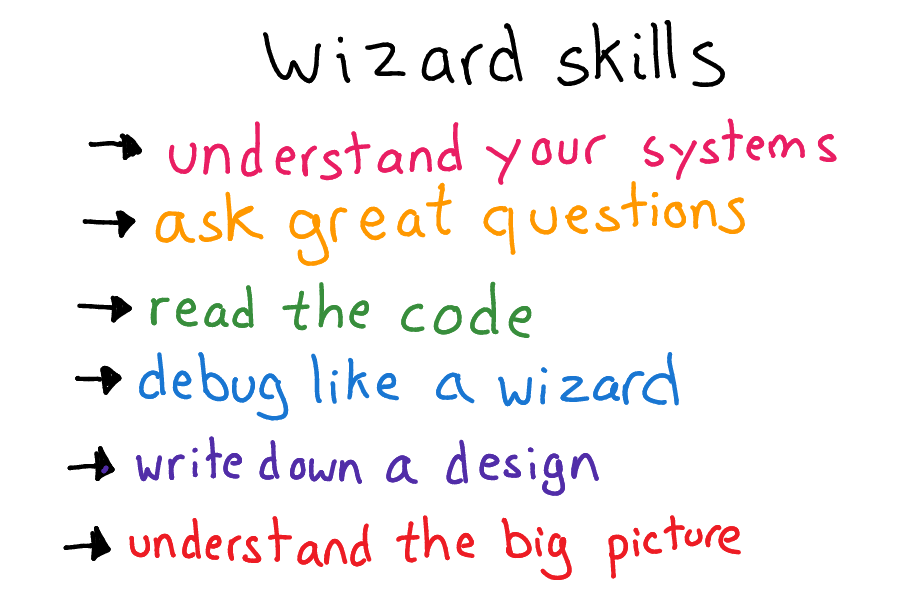 Wizard skills
→ understand your systems
→ ask great questions
→ read the code
→ debug like a wizard
→ write down a design
→ understand the big picture